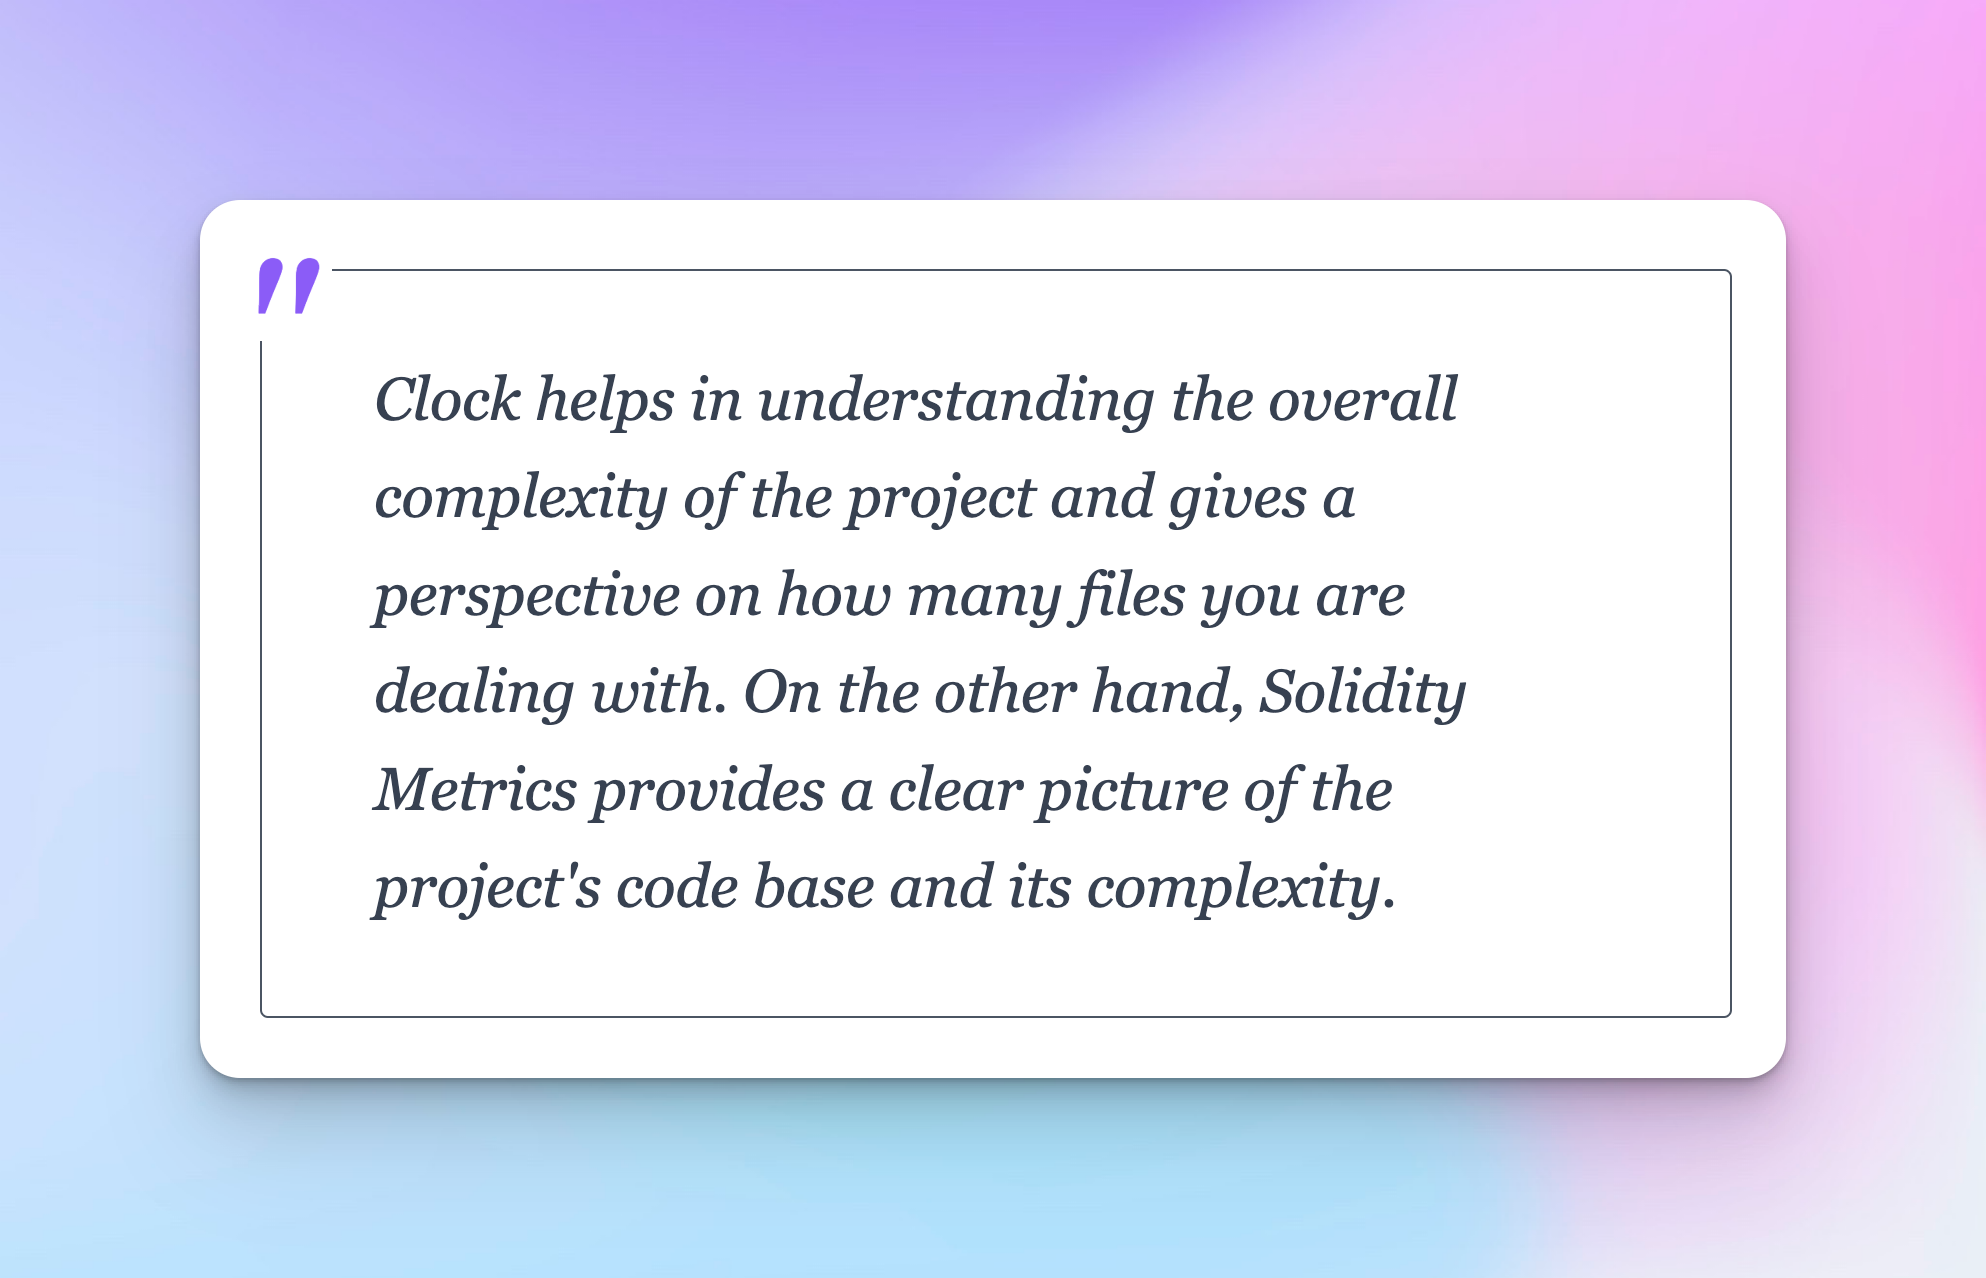 "
Clock helps in understanding the overall
complexity of the project and gives a
perspective on how many files you are
dealing with. On the other hand, Solidity
Metrics provides a clear picture of the
project's code base and its complexity.